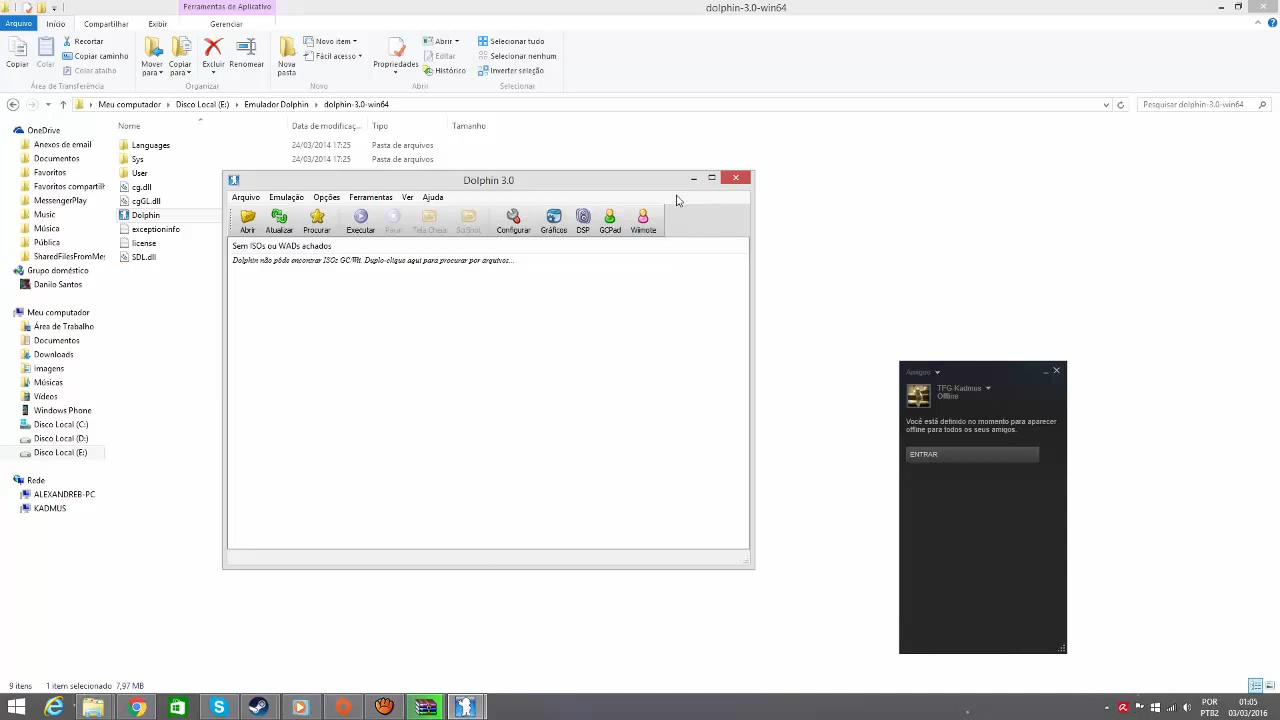 Ferramentas de Aplicativo
dolphin-3.0-win64
Arquivo Início Compartilhar Exibir Gerenciar
Copiar
Colar
Recortar
Copiar caminho
Colar atalho
Área de Transferência
Mover para
Copiar para
Excluir
Renomear
Organizar
Nova pasta
Novo item
Fácil acesso
Novo
Propriedades
Abrir
Editar
Histórico
Abrir
Selecionar tudo
Selecionar nenhum
Inverter seleção
Selecionar
Meu computador Disco Local (E:) Emulador Dolphin dolphin-3.0-win64
Pesquisar dolphin-3.0-win64
OneDrive
Anexos de email
Documentos
Favoritos
Favoritos compartilh
MessengerPlay
Music
Música
Pública
SharedFilesFromMes
Grupo doméstico
Danilo Santos
Meu computador
Área de Trabalho
Documentos
Downloads
Imagens
Músicas
Vídeos
Windows Phone
Disco Local (C:)
Disco Local (D:)
Disco Local (E:)
Rede
ALEXANDREB-PC
KADMUS
Nome Data de modificaç... Tipo Tamanho
Languages 24/03/2014 17:25 Pasta de arquivos
Sys 24/03/2014 17:25 Pasta de arquivos
User
cg.dll
cgGL.dll
Dolphin
exceptioninfo
license
SDL.dll
Dolphin 3.0
Arquivo Emulação Opções Ferramentas Ver Ajuda
Abrir Atualizar Procurar Executar Parar Tela Cheia ScrShot Configurar Gráficos DSP GCPad Wiimote
Sem ISOs ou WADs achados
Dolphin não pôde encontrar ISOs GC/Wii. Duplo-clique aqui para procurar por arquivos...
Amigos
TFG-Kadmus
Offline
Você está definido no momento para aparecer
offline para todos os seus amigos.
ENTRAR
9 itens 1 item selecionado 7,97 MB
POR
PTB2
01:05
03/03/2016